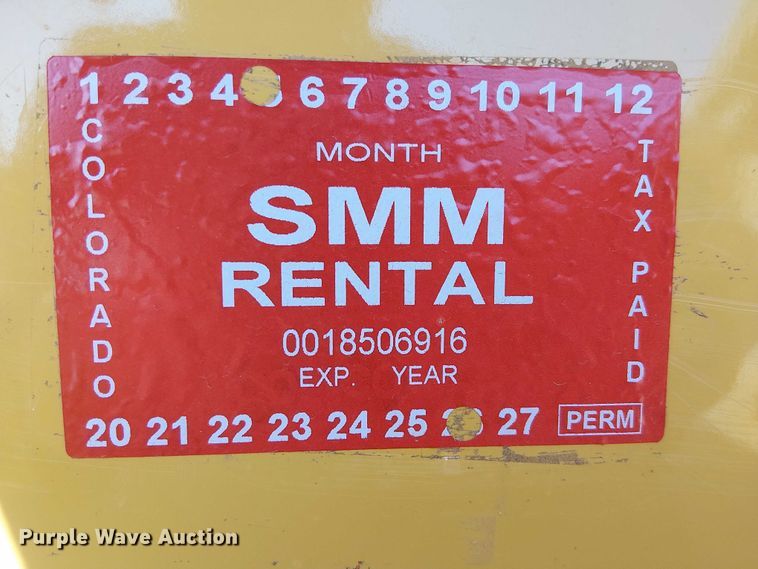 1 2 3 4 6 7 8 9 10 11 12
COLORADO
MONTH
TAX PAID
SMM
RENTAL
0018506916
EXP. YEAR
20 21 22 23 24 25 27 PERM
Purple Wave Auction